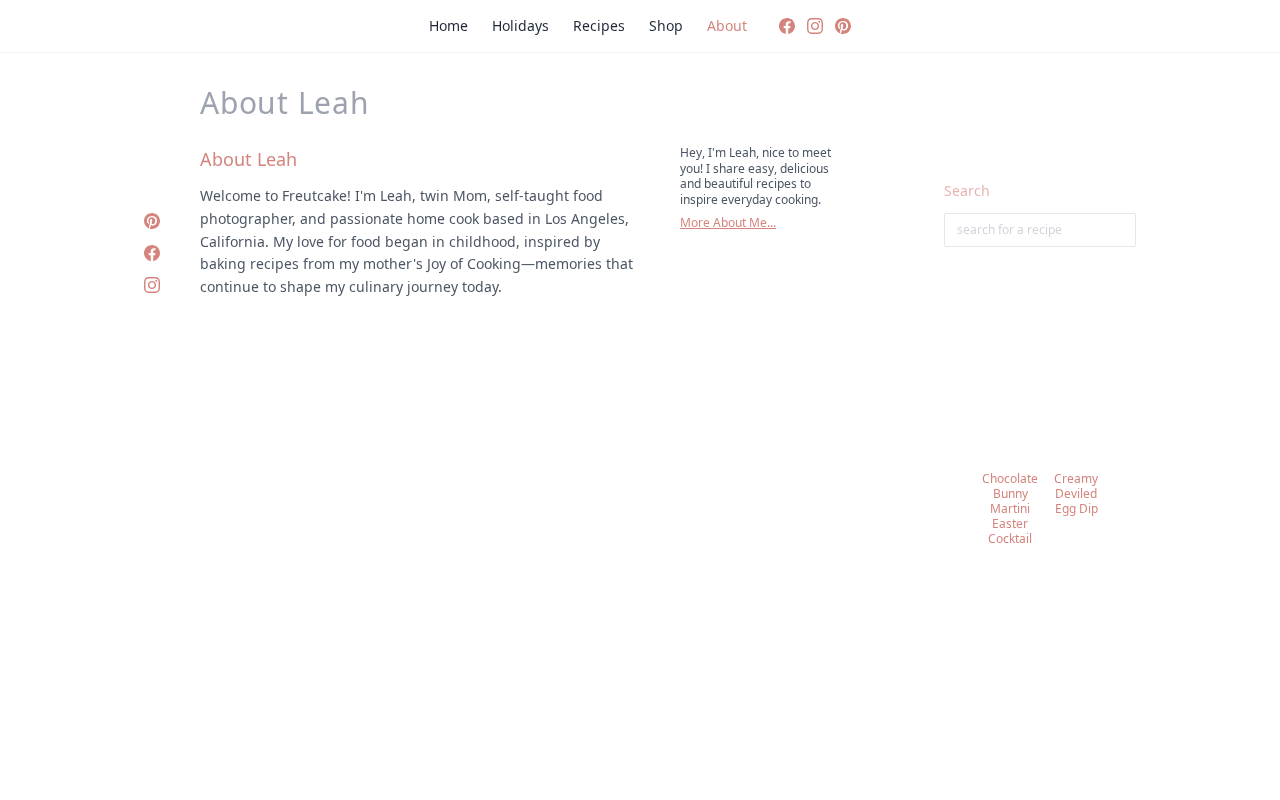 Home Holidays Recipes Shop About
About Leah
About Leah
Welcome to Freutcake! I'm Leah, twin Mom, self-taught food
photographer, and passionate home cook based in Los Angeles,
California. My love for food began in childhood, inspired by
baking recipes from my mother's Joy of Cooking—memories that
continue to shape my culinary journey today.
Hey, I'm Leah, nice to meet
you! I share easy, delicious
and beautiful recipes to
inspire everyday cooking.
More About Me...
Search
search for a recipe
Chocolate
Bunny
Martini
Easter
Cocktail
Creamy
Deviled
Egg Dip